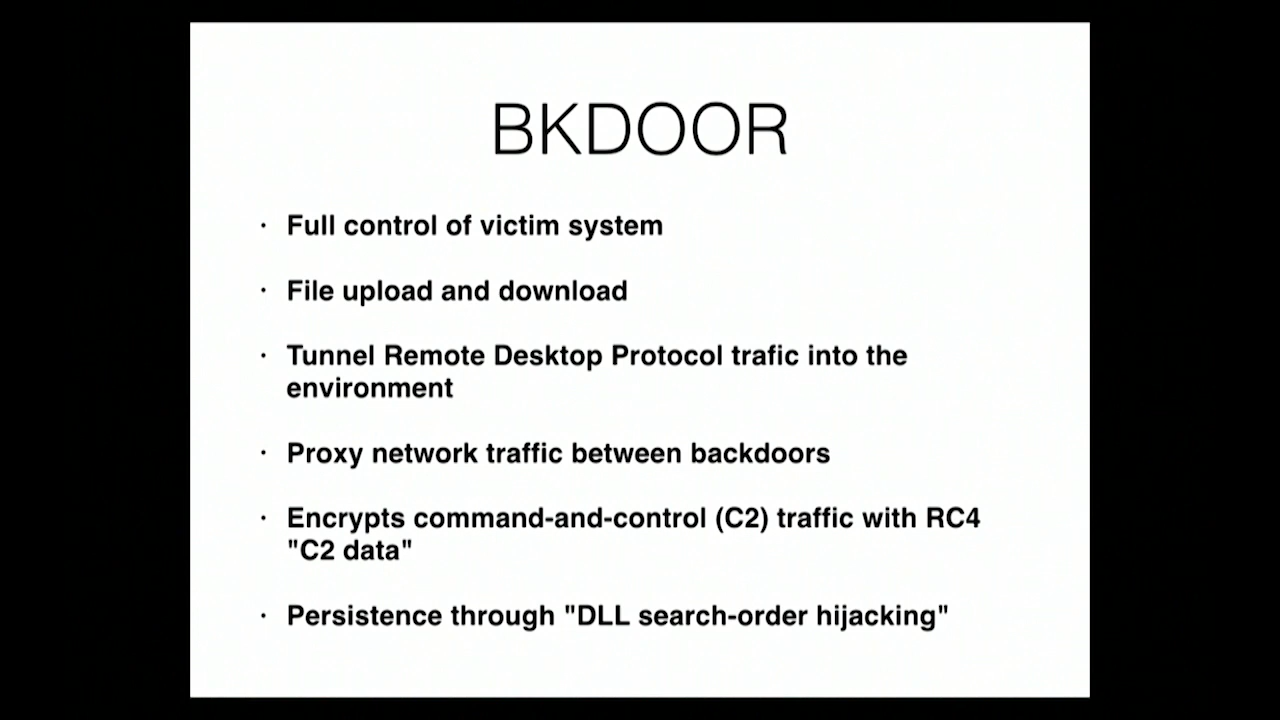 BKDOOR
· Full control of victim system
· File upload and download
· Tunnel Remote Desktop Protocol trafic into the
environment
· Proxy network traffic between backdoors
· Encrypts command-and-control (C2) traffic with RC4
"C2 data"
· Persistence through "DLL search-order hijacking"